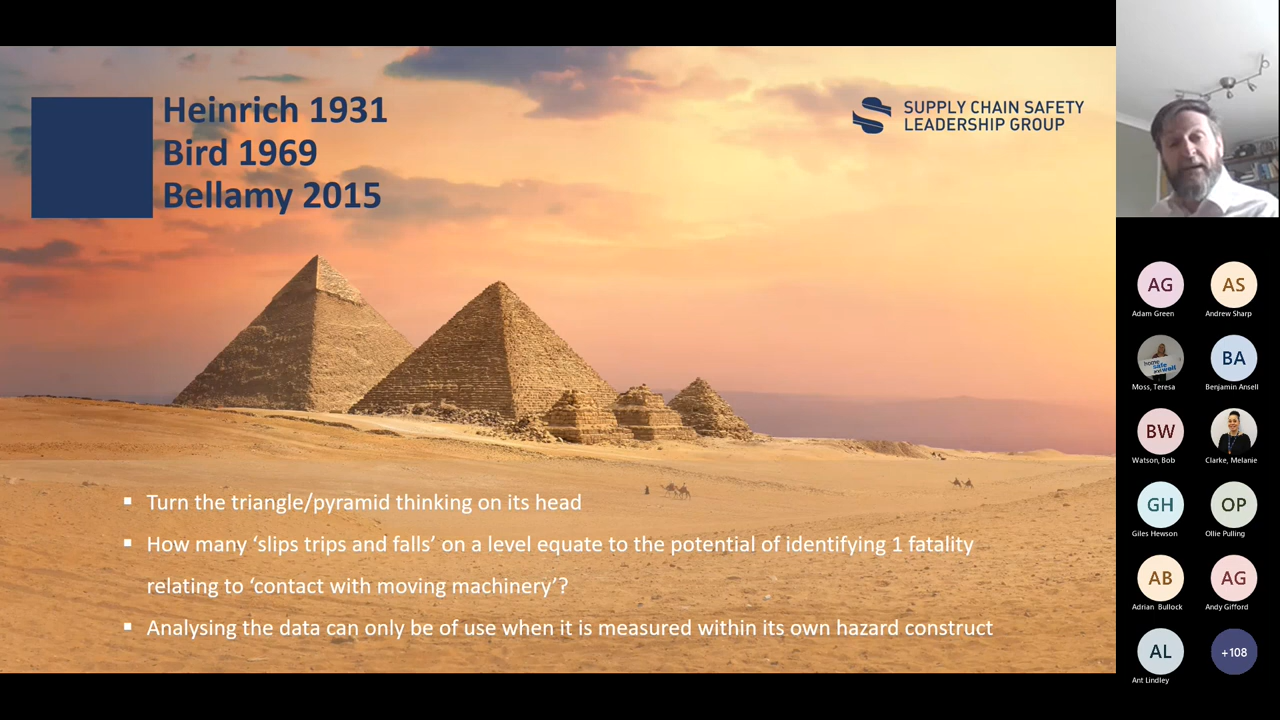 Heinrich 1931
Bird 1969
Bellamy 2015
SUPPLY CHAIN SAFETY
LEADERSHIP GROUP
▪ Turn the triangle/pyramid thinking on its head
▪ How many ‘slips trips and falls’ on a level equate to the potential of identifying 1 fatality
relating to ‘contact with moving machinery’?
▪ Analysing the data can only be of use when it is measured within its own hazard construct
AG
AS
Adam Green
Andrew Sharp
home
safe
and well
BA
Moss, Teresa
Benjamin Ansell
BW
Watson, Bob
Clarke, Melanie
GH
OP
Giles Hewson
Ollie Pulling
AB
AG
Adrian Bullock
Andy Gifford
AL
+108
Ant Lindley